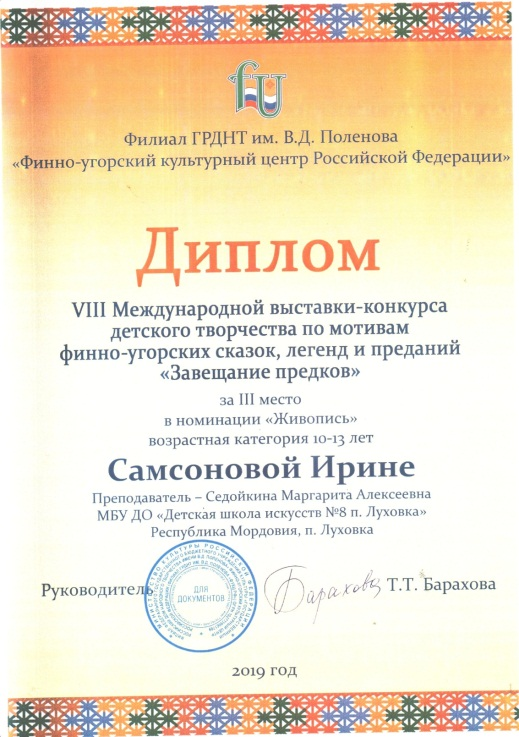 fu
Филиал ГРДНТ им. В.Д. Поленова
«Финно-угорский культурный центр Российской Федерации»
Диплом
VIII Международной выставки-конкурса
детского творчества по мотивам
финно-угорских сказок, легенд и преданий
«Завещание предков»
за III место
в номинации «Живопись»
возрастная категория 10-13 лет
Самсоновой Ирине
Преподаватель – Седойкина Маргарита Алексеевна
МБУ ДО «Детская школа искусств №8 п. Луховка»
Республика Мордовия, п. Луховка
Руководитель
ДЛЯ
ДОКУМЕНТОВ
Барахова
Т.Т. Барахова
2019 год